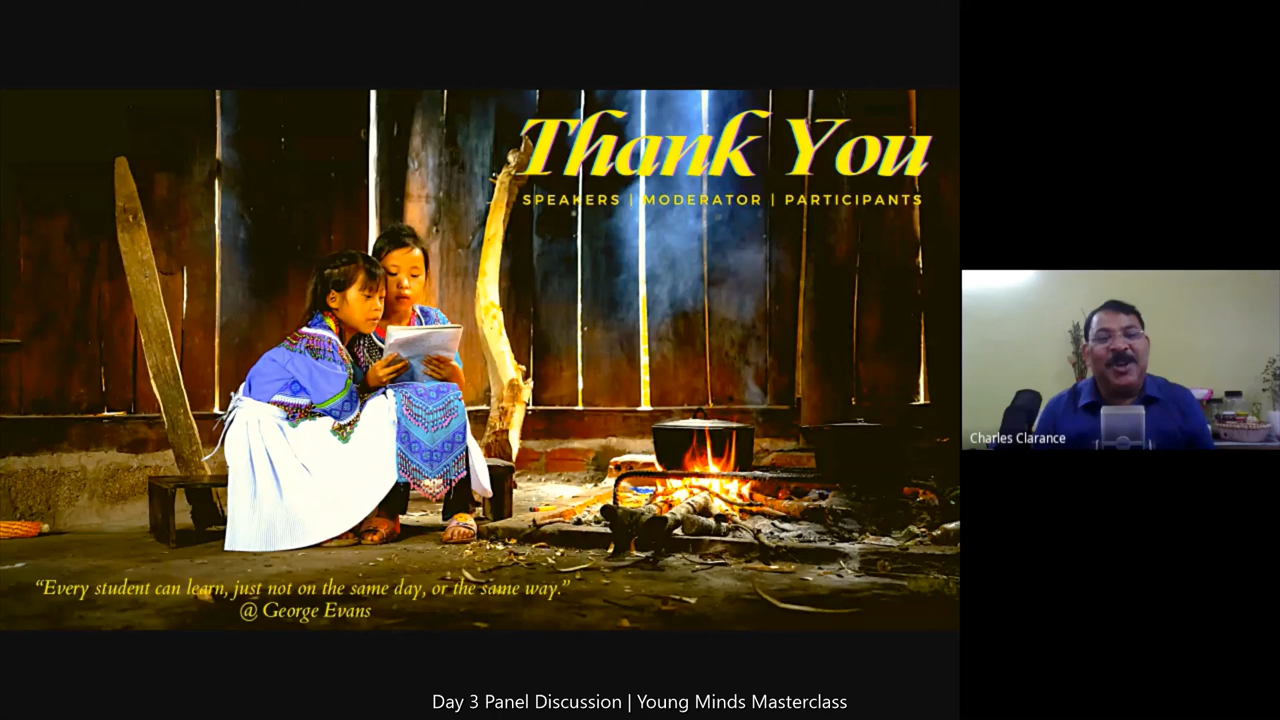 Thank You
SPEAKERS | MODERATOR | PARTICIPANTS
“Every student can learn, just not on the same day, or the same way.”
@ George Evans
Charles Clarance
Day 3 Panel Discussion | Young Minds Masterclass